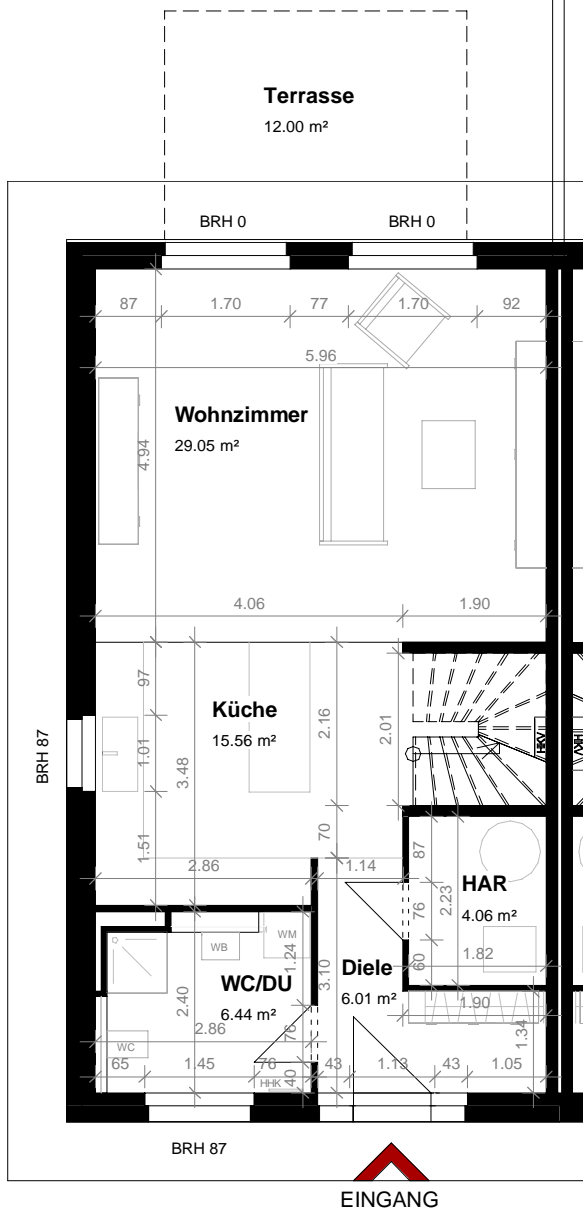 Terrasse
12.00 m²
BRH 0
BRH 0
87
1.70
77
1.70
92
5.96
Wohnzimmer
29.05 m²
4.94
4.06
1.90
97
Küche
15.56 m²
2.16
2.01
HKV
HKV
BRH 87
1.01
3.48
1.51
70
87
2.86
1.14
HAR
4.06 m²
2.23
76
WM
WB
1.24
WC/DU
6.44 m²
Diele
6.01 m²
3.10
60
1.82
2.40
1.90
WC
2.86
76
1.34
65
1.45
76
43
1.13
43
1.05
HHK
40
BRH 87
EINGANG